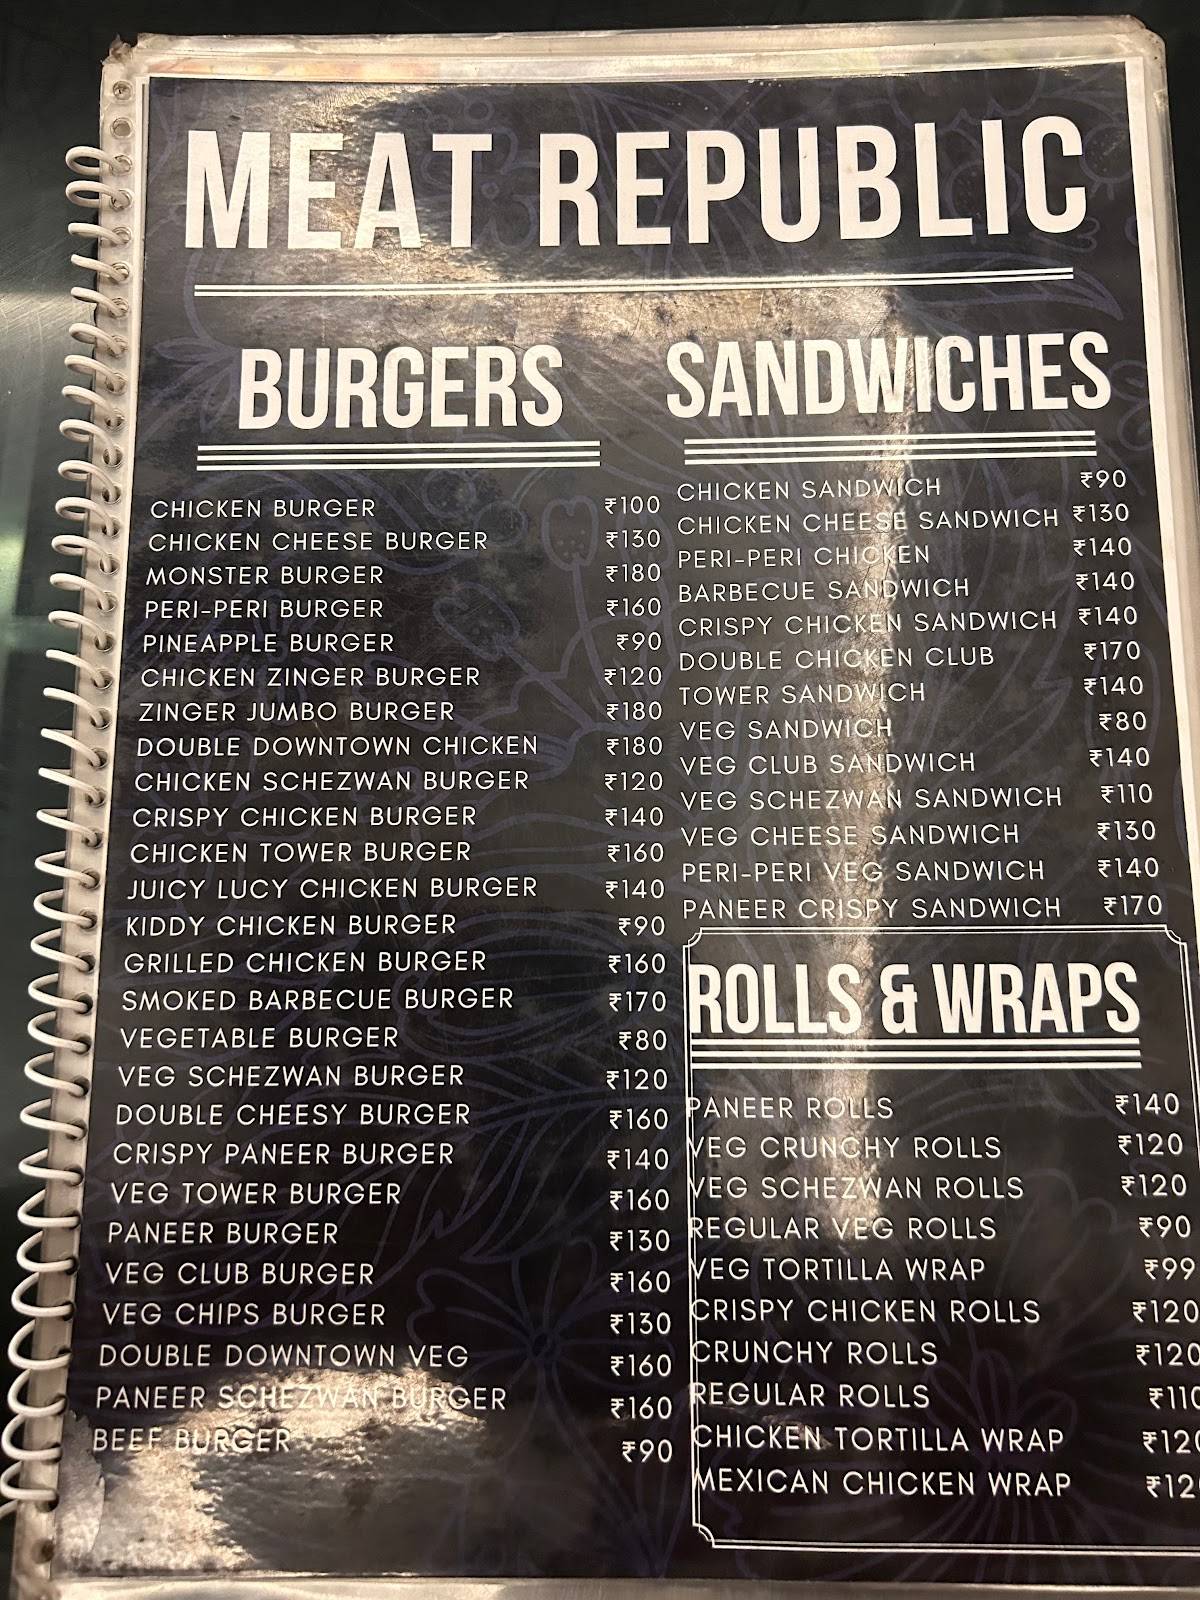 MEAT REPUBLIC
BURGERS
CHICKEN BURGER ₹100
CHICKEN CHEESE BURGER ₹130
MONSTER BURGER ₹180
PERI-PERI BURGER ₹160
PINEAPPLE BURGER ₹90
CHICKEN ZINGER BURGER ₹120
ZINGER JUMBO BURGER ₹180
DOUBLE DOWNTOWN CHICKEN ₹180
CHICKEN SCHEZWAN BURGER ₹120
CRISPY CHICKEN BURGER ₹140
CHICKEN TOWER BURGER ₹160
JUICY LUCY CHICKEN BURGER ₹140
KIDDY CHICKEN BURGER ₹90
GRILLED CHICKEN BURGER ₹160
SMOKED BARBECUE BURGER ₹170
VEGETABLE BURGER ₹80
VEG SCHEZWAN BURGER ₹120
DOUBLE CHEESY BURGER ₹160
CRISPY PANEER BURGER ₹140
VEG TOWER BURGER ₹160
PANEER BURGER ₹130
VEG CLUB BURGER ₹160
VEG CHIPS BURGER ₹130
DOUBLE DOWNTOWN VEG ₹160
PANEER SCHEZWAN BURGER ₹160
BEEF BURGER ₹90
SANDWICHES
CHICKEN SANDWICH ₹90
CHICKEN CHEESE SANDWICH ₹130
PERI-PERI CHICKEN ₹140
BARBECUE SANDWICH ₹140
CRISPY CHICKEN SANDWICH ₹140
DOUBLE CHICKEN CLUB ₹170
TOWER SANDWICH ₹140
VEG SANDWICH ₹80
VEG CLUB SANDWICH ₹140
VEG SCHEZWAN SANDWICH ₹110
VEG CHEESE SANDWICH ₹130
PERI-PERI VEG SANDWICH ₹140
PANEER CRISPY SANDWICH ₹170
ROLLS & WRAPS
PANEER ROLLS ₹140
VEG CRUNCHY ROLLS ₹120
VEG SCHEZWAN ROLLS ₹120
REGULAR VEG ROLLS ₹90
VEG TORTILLA WRAP ₹99
CRISPY CHICKEN ROLLS ₹120
CRUNCHY ROLLS ₹120
REGULAR ROLLS ₹110
CHICKEN TORTILLA WRAP ₹120
MEXICAN CHICKEN WRAP ₹12